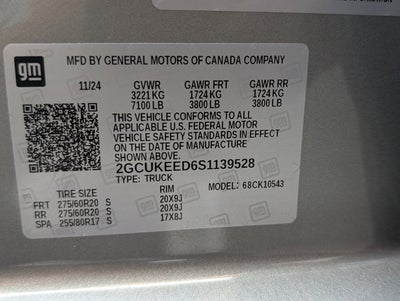 gm
MFD BY GENERAL MOTORS OF CANADA COMPANY
11/24 GVWR GAWR FRT GAWR RR
3221 KG 1724 KG 1724 KG
7100 LB 3800 LB 3800 LB
THIS VEHICLE CONFORMS TO ALL
APPLICABLE U.S. FEDERAL MOTOR
VEHICLE SAFETY STANDARDS IN EFFECT
ON THE DATE OF MANUFACTURE
SHOWN ABOVE.
2GCUKEED6S1139528
TYPE: TRUCK 68CK10543
TIRE SIZE RIM
FRT 275/60R20 S 20X9J
RR 275/60R20 S 20X9J
SPA 255/80R17 S 17X8J